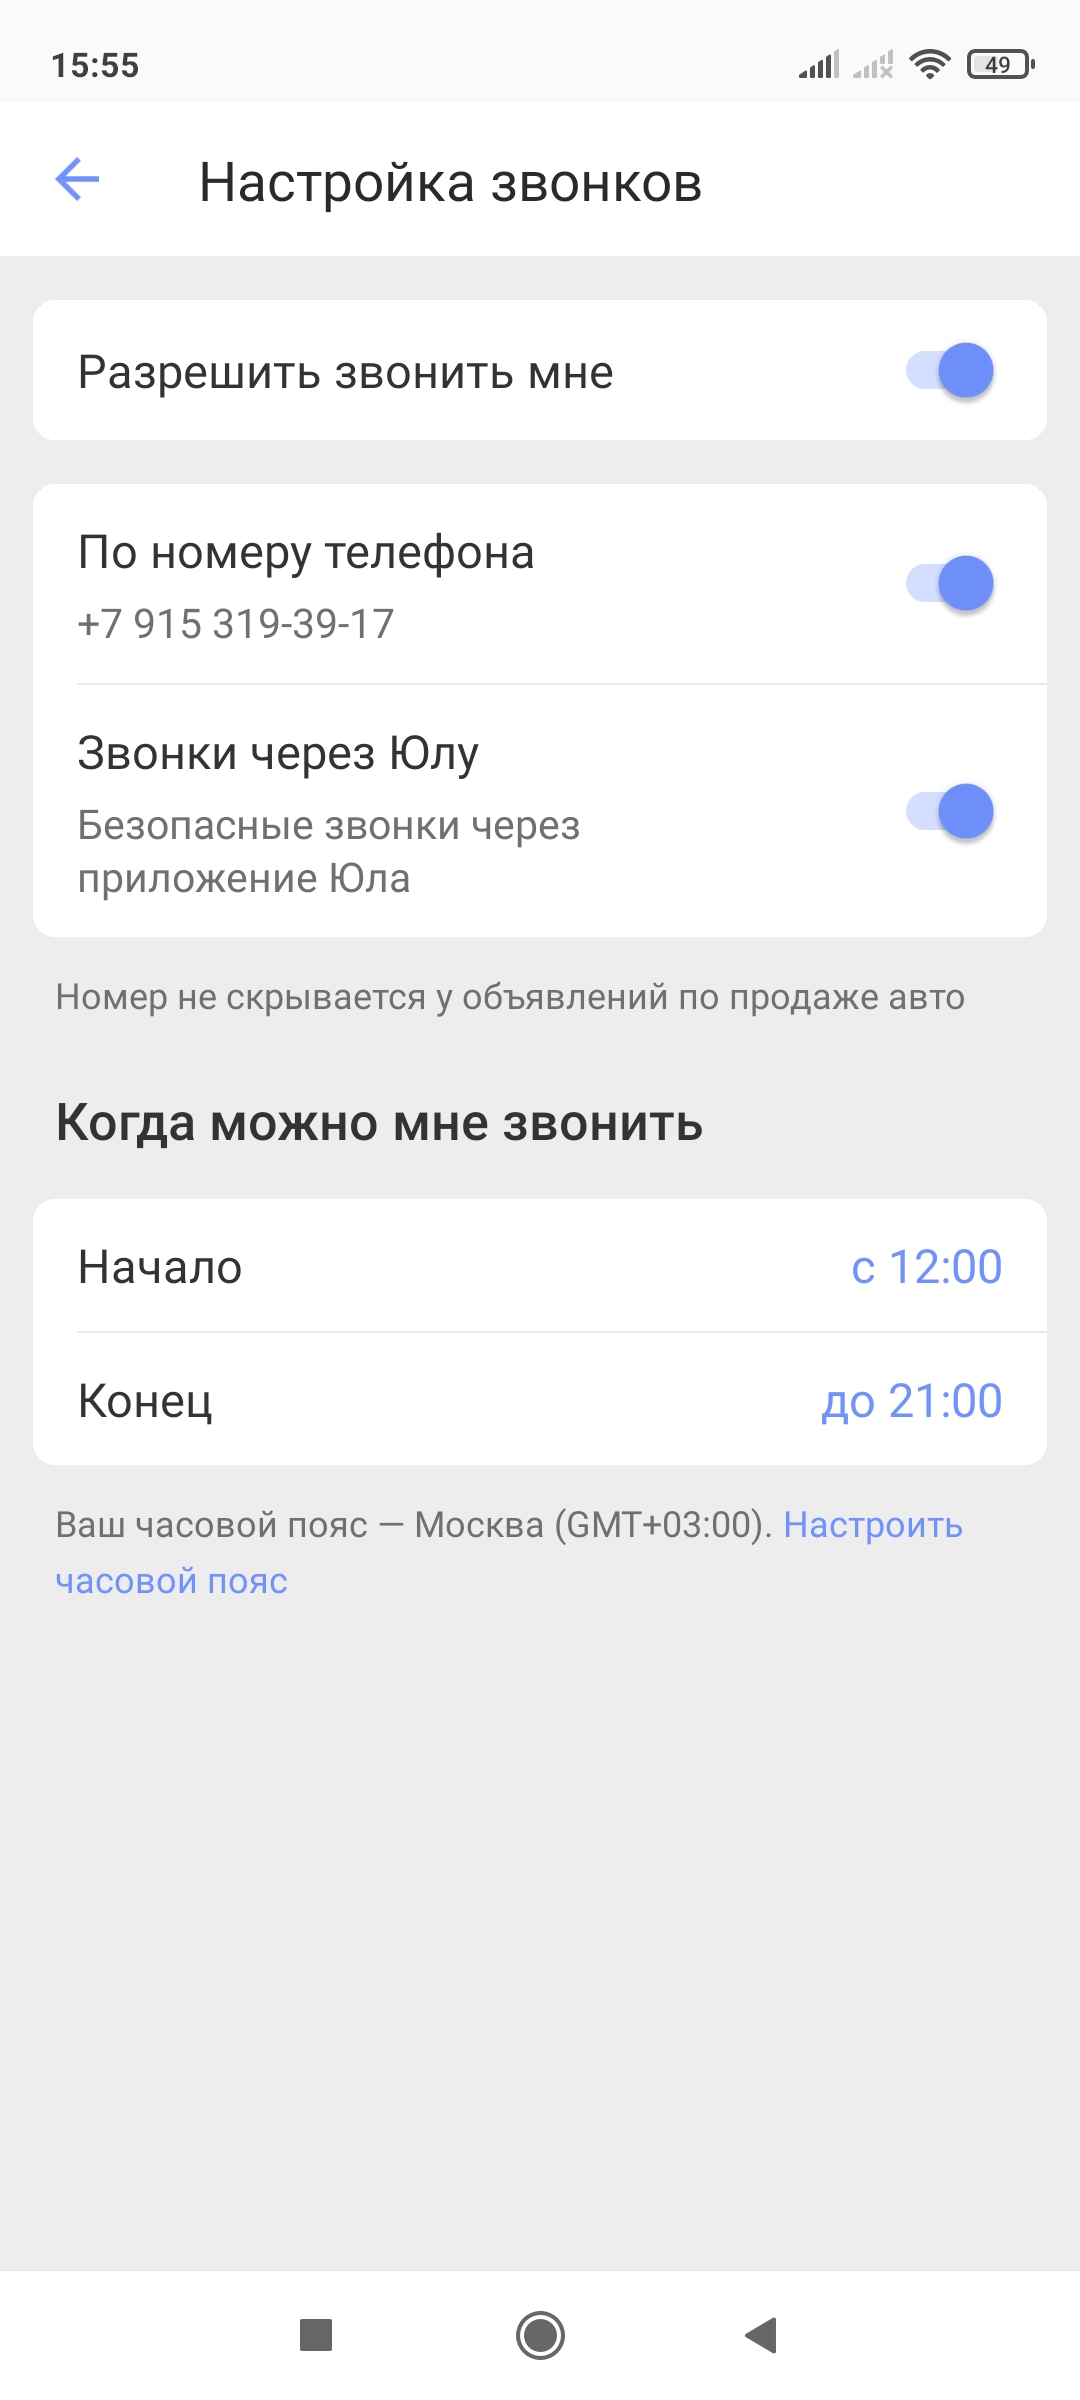 15:55
49
Настройка звонков
Разрешить звонить мне
По номеру телефона
+7 915 319-39-17
Звонки через Юлу
Безопасные звонки через
приложение Юла
Номер не скрывается у объявлений по продаже авто
Когда можно мне звонить
Начало
с 12:00
Конец
до 21:00
Ваш часовой пояс — Москва (GMT+03:00). Настроить
часовой пояс